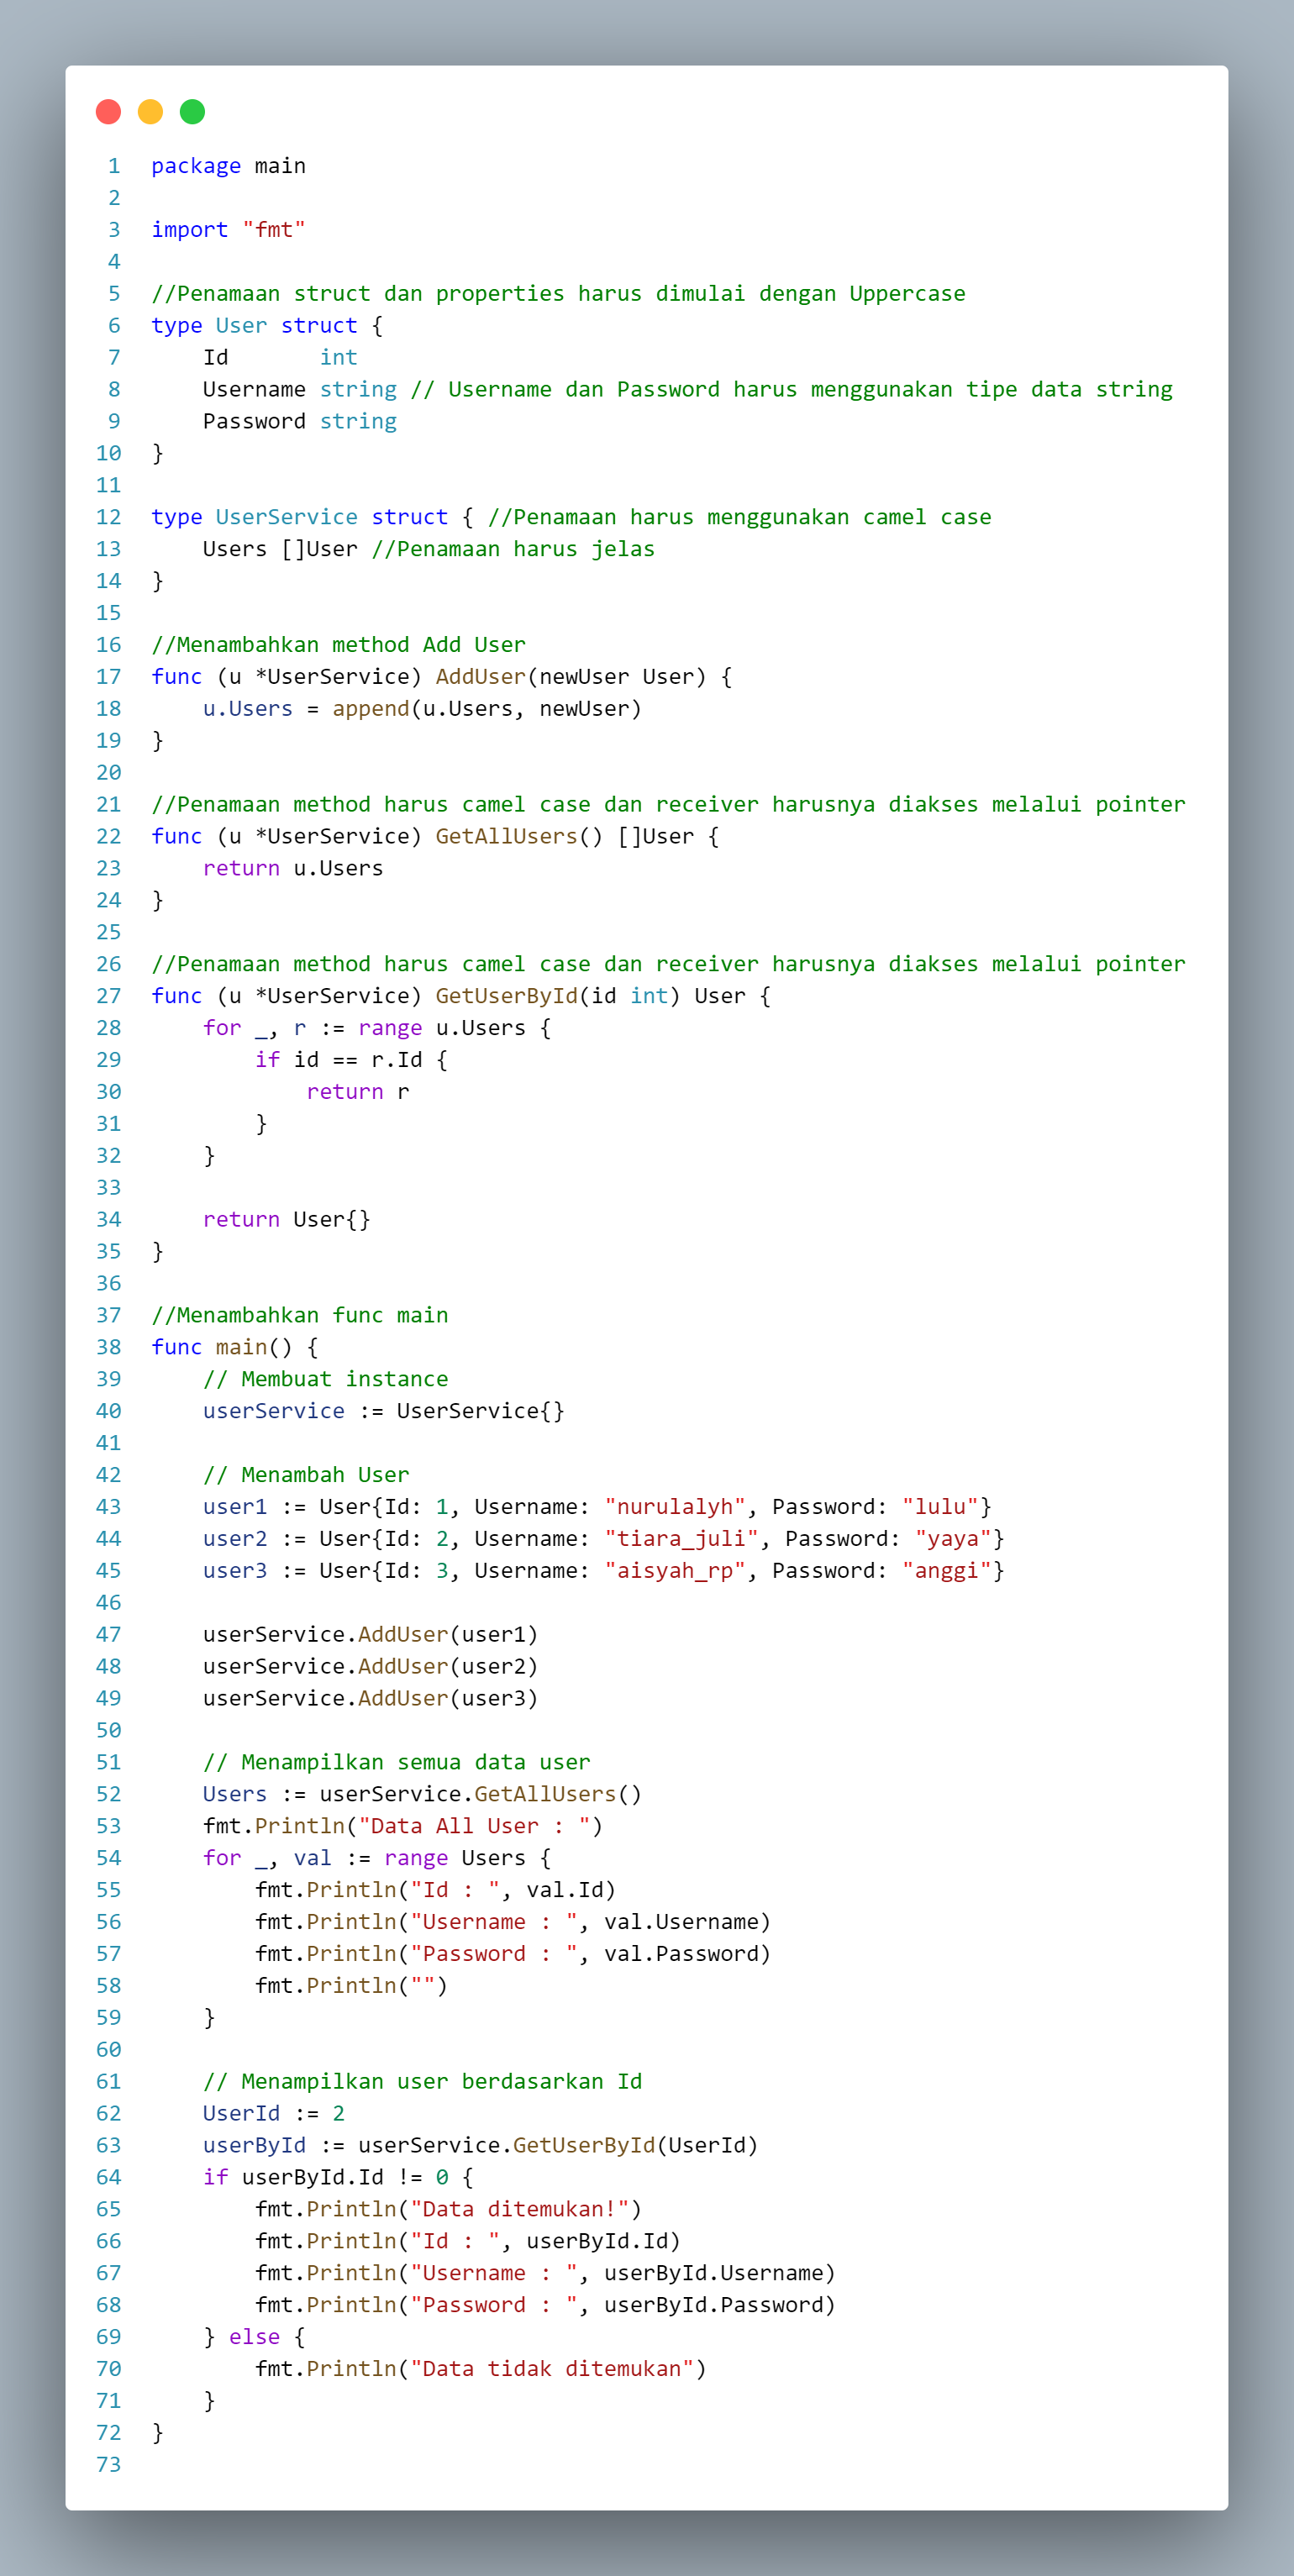 1 package main
2
3 import "fmt"
4
5 //Penamaan struct dan properties harus dimulai dengan Uppercase
6 type User struct {
7     Id       int
8     Username string // Username dan Password harus menggunakan tipe data string
9     Password string
10 }
11
12 type UserService struct { //Penamaan harus menggunakan camel case
13     Users []User //Penamaan harus jelas
14 }
15
16 //Menambahkan method Add User
17 func (u *UserService) AddUser(newUser User) {
18     u.Users = append(u.Users, newUser)
19 }
20
21 //Penamaan method harus camel case dan receiver harusnya diakses melalui pointer
22 func (u *UserService) GetAllUsers() []User {
23     return u.Users
24 }
25
26 //Penamaan method harus camel case dan receiver harusnya diakses melalui pointer
27 func (u *UserService) GetUserById(id int) User {
28     for _, r := range u.Users {
29         if id == r.Id {
30             return r
31         }
32     }
33
34     return User{}
35 }
36
37 //Menambahkan func main
38 func main() {
39     // Membuat instance
40     userService := UserService{}
41
42     // Menambah User
43     user1 := User{Id: 1, Username: "nurulalyh", Password: "lulu"}
44     user2 := User{Id: 2, Username: "tiara_juli", Password: "yaya"}
45     user3 := User{Id: 3, Username: "aisyah_rp", Password: "anggi"}
46
47     userService.AddUser(user1)
48     userService.AddUser(user2)
49     userService.AddUser(user3)
50
51     // Menampilkan semua data user
52     Users := userService.GetAllUsers()
53     fmt.Println("Data All User : ")
54     for _, val := range Users {
55         fmt.Println("Id : ", val.Id)
56         fmt.Println("Username : ", val.Username)
57         fmt.Println("Password : ", val.Password)
58         fmt.Println("")
59     }
60
61     // Menampilkan user berdasarkan Id
62     UserId := 2
63     userById := userService.GetUserById(UserId)
64     if userById.Id != 0 {
65         fmt.Println("Data ditemukan!")
66         fmt.Println("Id : ", userById.Id)
67         fmt.Println("Username : ", userById.Username)
68         fmt.Println("Password : ", userById.Password)
69     } else {
70         fmt.Println("Data tidak ditemukan")
71     }
72 }
73